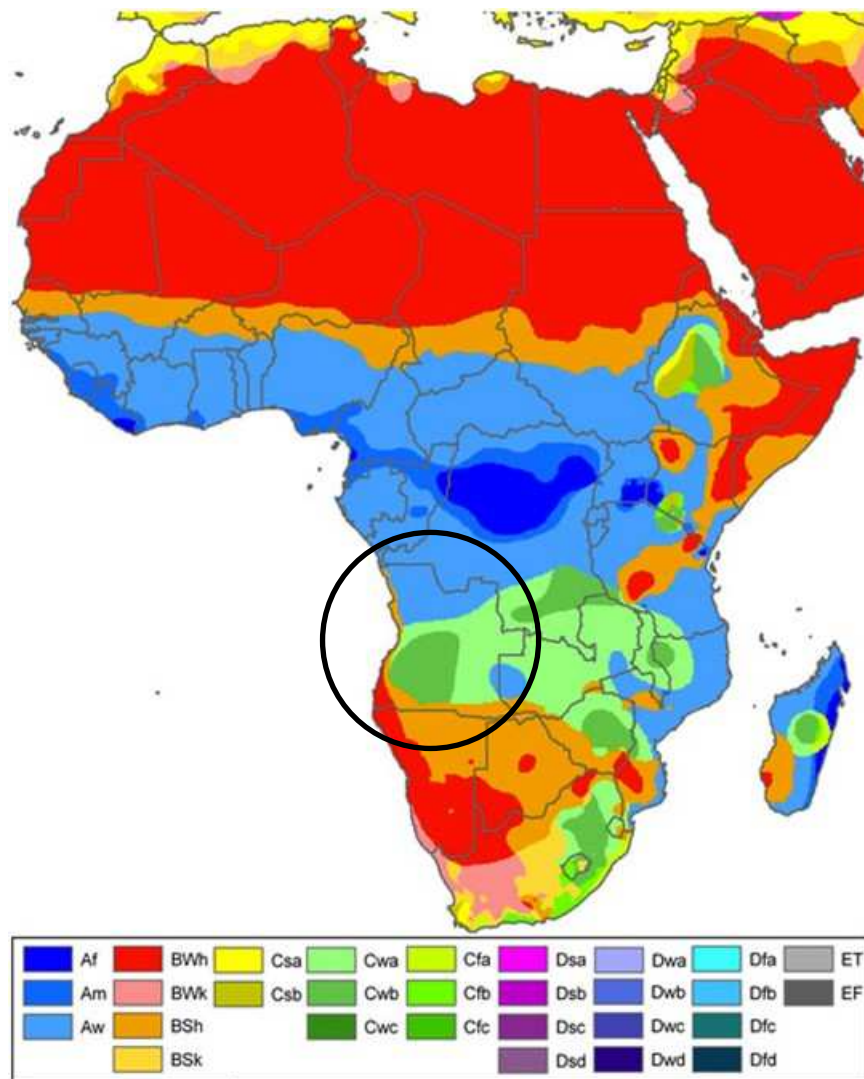 Af BWh Csa Cwa Cfa Dsa Dwa Dfa ET
Am BWk Csb Cwb Cfb Dsb Dwb Dfb EF
Aw BSh Cwc Cfc Dsc Dwc Dfc
BSk Dsd Dwd Dfd